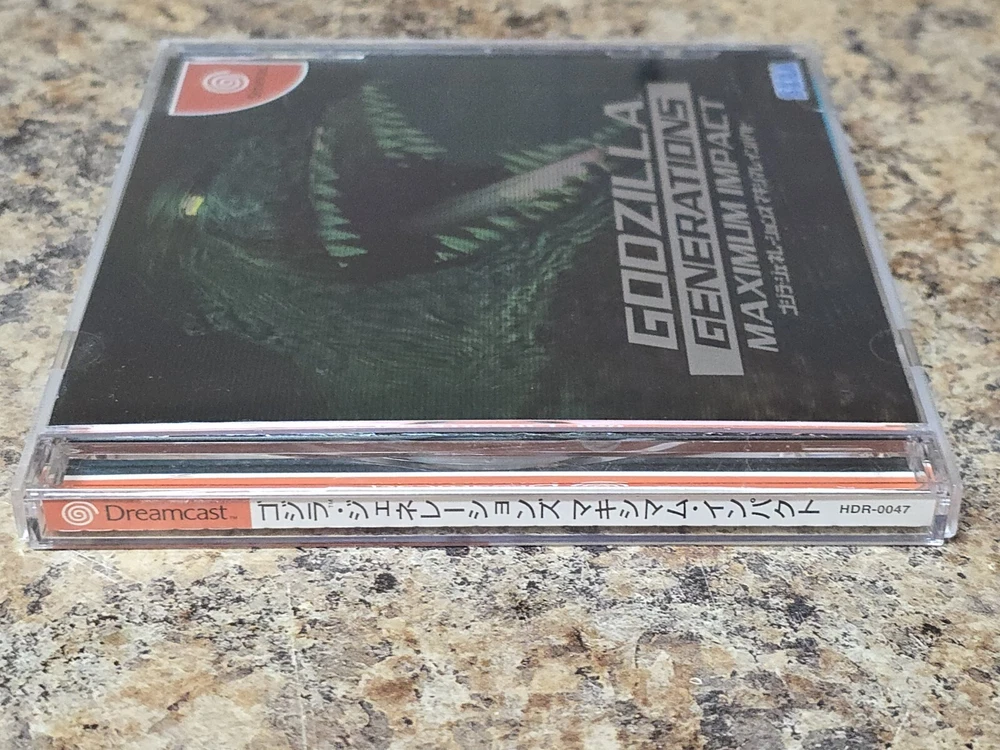 GODZILLA
GENERATIONS
MAXIMUM IMPACT
ゴジラ・ジェネレーションズ マキシマム・インパクト
SEGA
Dreamcast™ ゴジラ・ジェネレーションズ マキシマム・インパクト HDR-0047